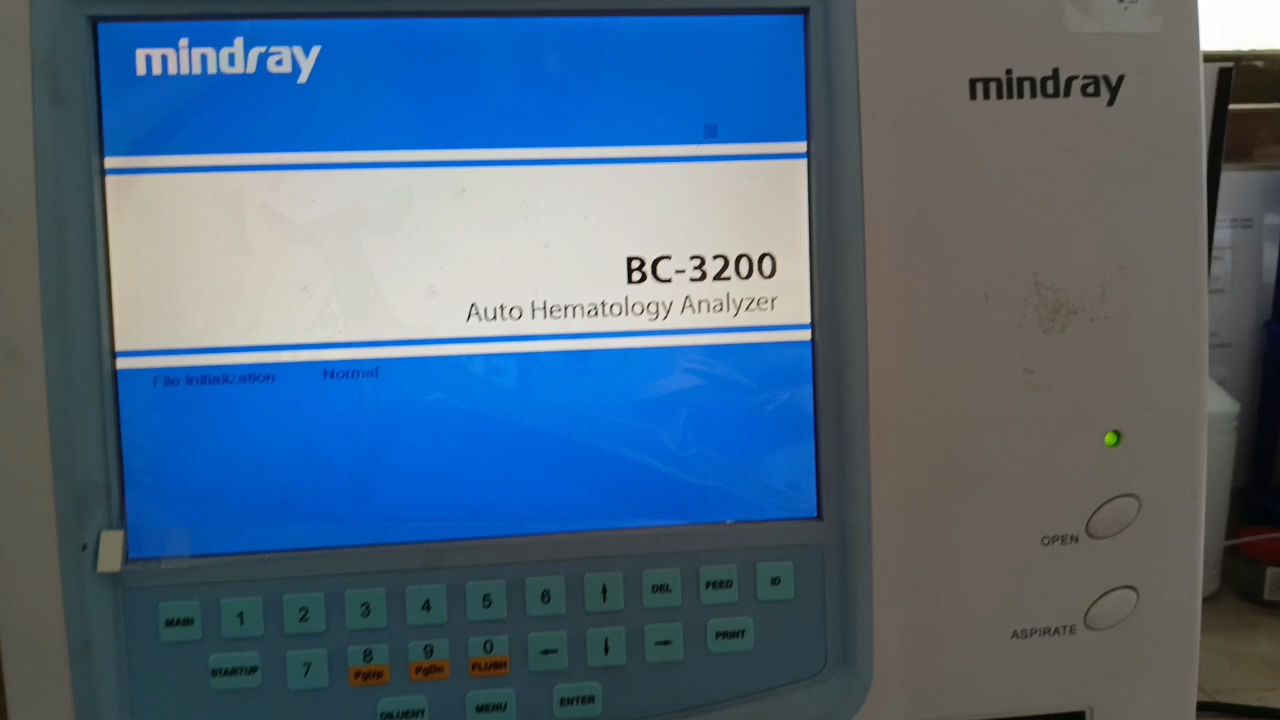 mindray
mindray
BC-3200
Auto Hematology Analyzer
File Initialization Normal
OPEN
ASPIRATE
MAIN 1 2 3 4 5 6 ↑ DEL FEED ID
STARTUP 7 8 PgUp 9 PgDn 0 FLUSH ← ↓ → PRINT
DILUENT MENU ENTER